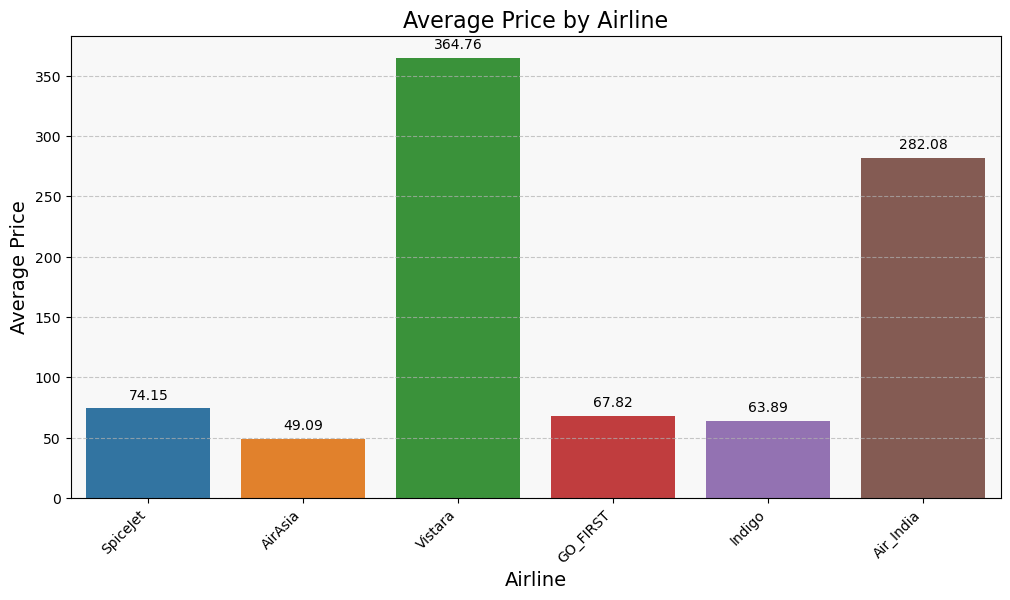 Average Price by Airline
364.76
350
300
282.08
250
200
150
100
74.15
67.82
63.89
50
49.09
0
Average Price
SpiceJet
AirAsia
Vistara
GO_FIRST
Indigo
Air_India
Airline